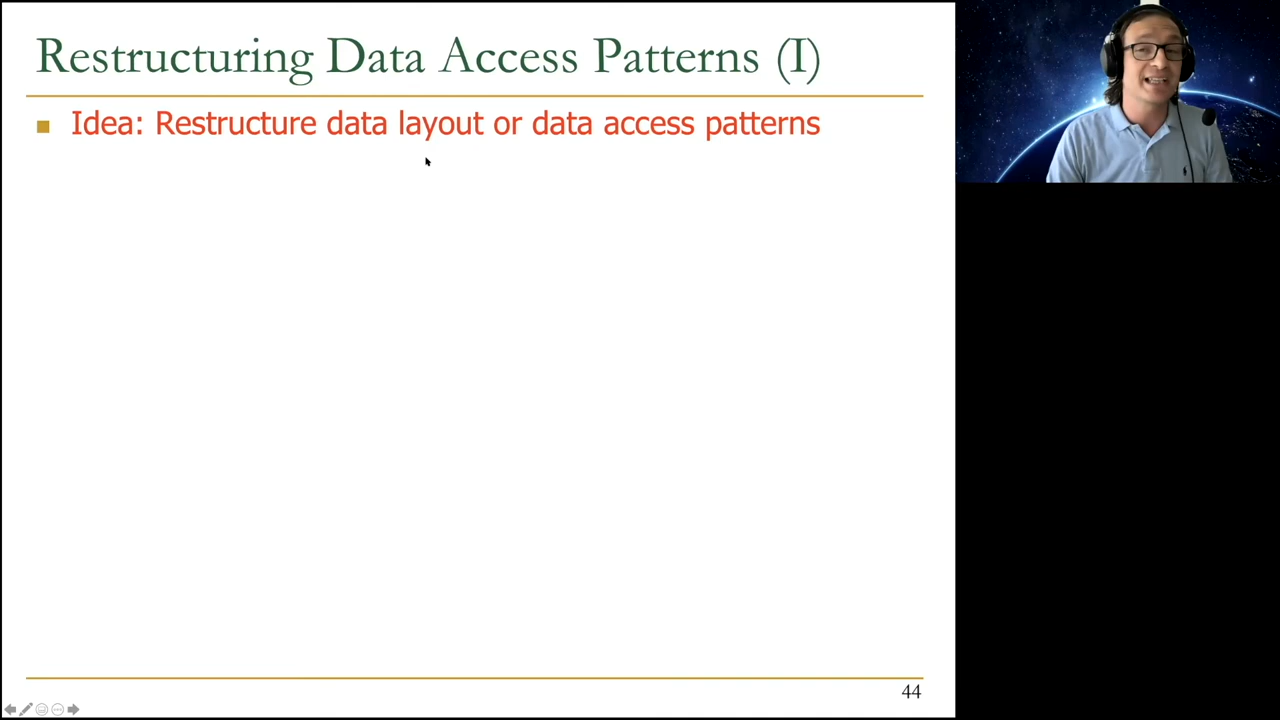 Restructuring Data Access Patterns (I)
Idea: Restructure data layout or data access patterns
44